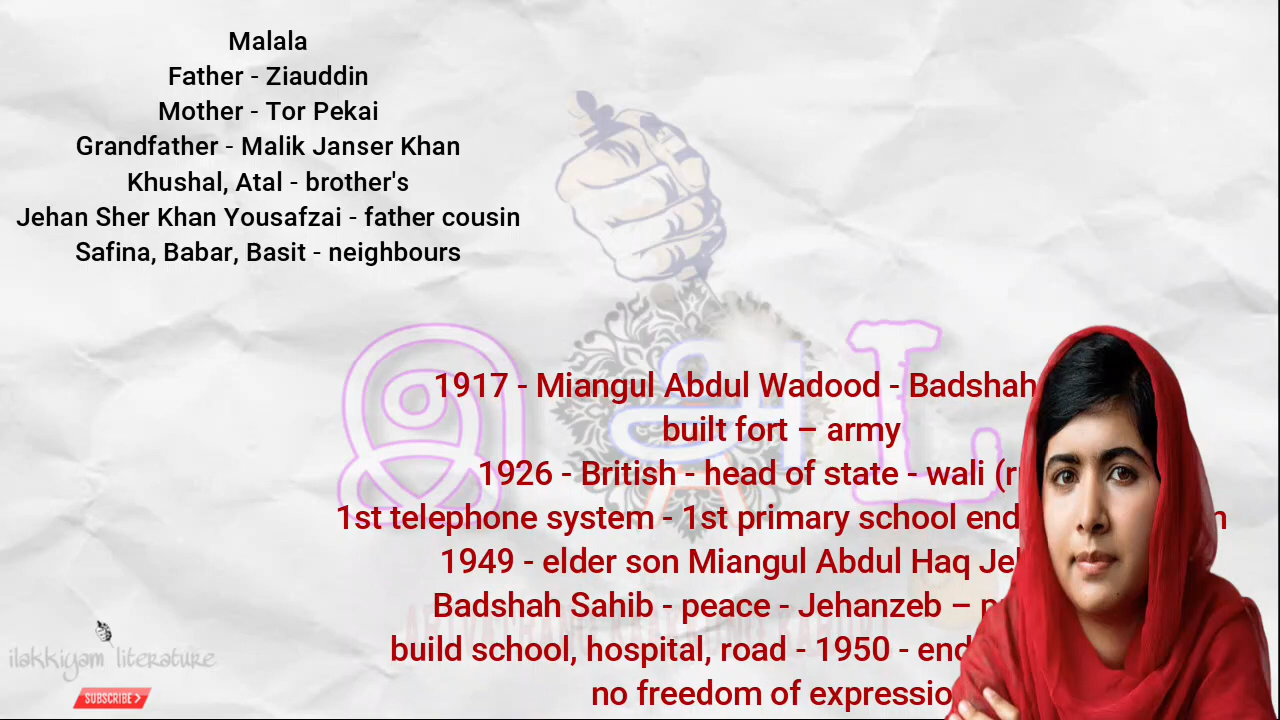 Malala
Father - Ziauddin
Mother - Tor Pekai
Grandfather - Malik Janser Khan
Khushal, Atal - brother's
Jehan Sher Khan Yousafzai - father cousin
Safina, Babar, Basit - neighbours
இ அ L
1917 - Miangul Abdul Wadood - Badshah
built fort – army
1926 - British - head of state - wali
1st telephone system - 1st primary school end
1949 - elder son Miangul Abdul Haq
Badshah Sahib - peace - Jehanzeb –
build school, hospital, road - 1950 - end
no freedom of
ilakkiyam literature
SUBSCRIBE >